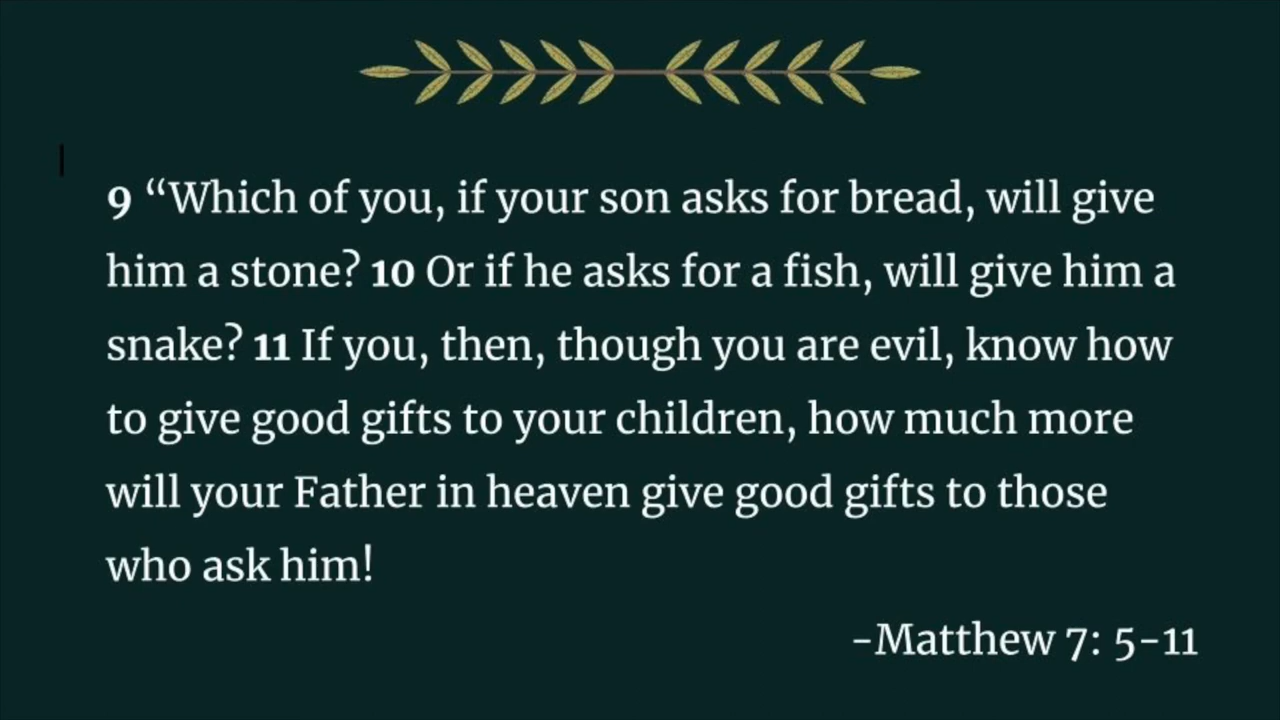 9 “Which of you, if your son asks for bread, will give
him a stone? 10 Or if he asks for a fish, will give him a
snake? 11 If you, then, though you are evil, know how
to give good gifts to your children, how much more
will your Father in heaven give good gifts to those
who ask him!
-Matthew 7: 5-11